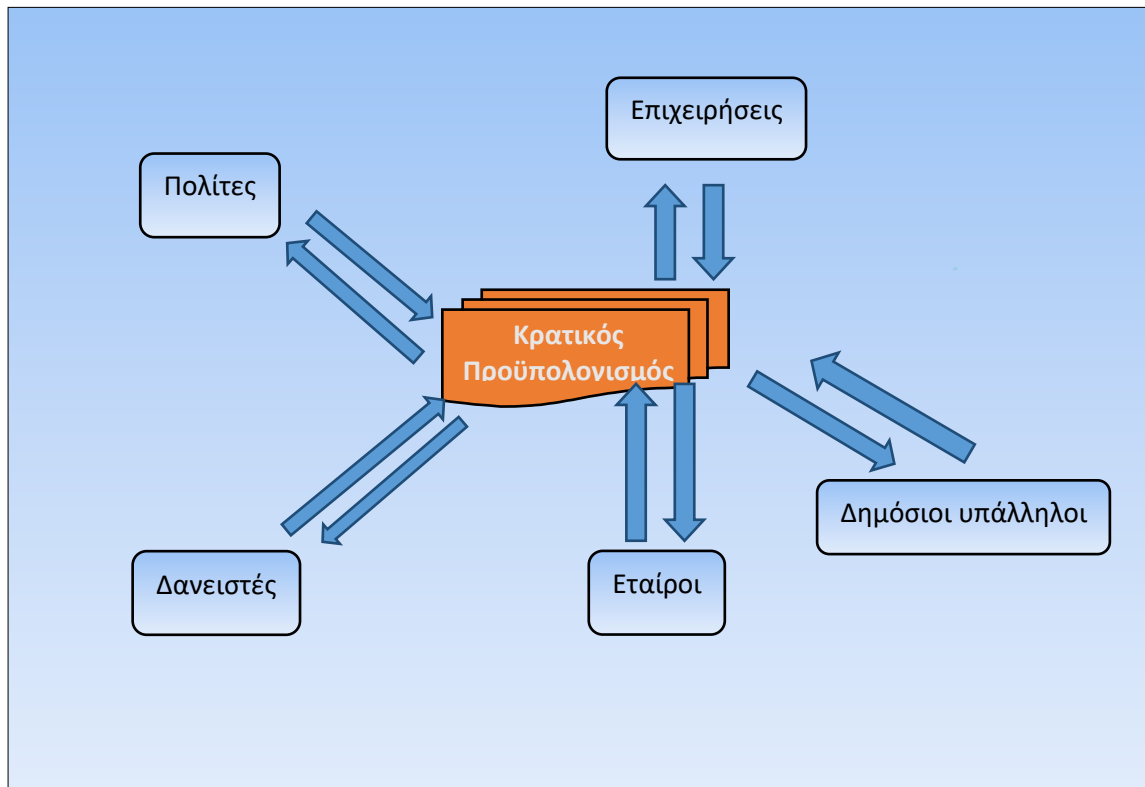 Επιχειρήσεις
Πολίτες
Κρατικός
Προϋπολογισμός
Δημόσιοι υπάλληλοι
Δανειστές
Εταίροι